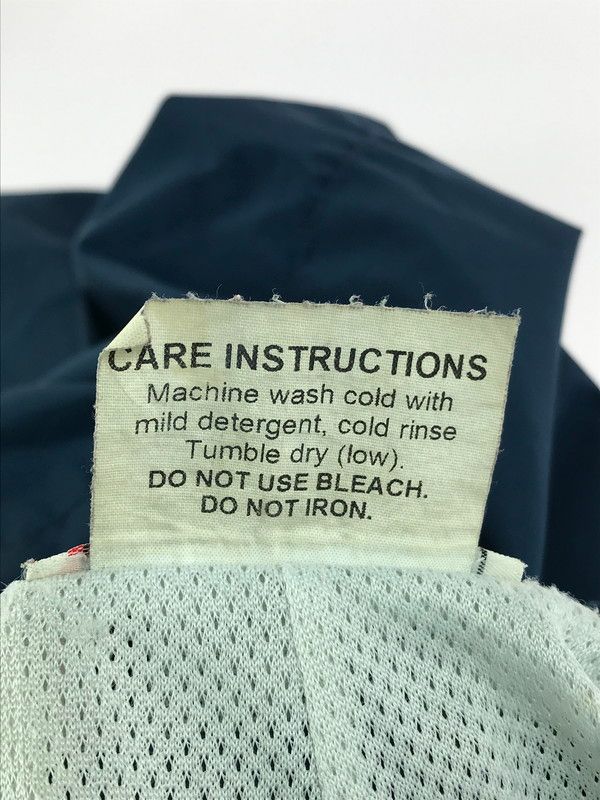 CARE INSTRUCTIONS
Machine wash cold with
mild detergent, cold rinse
Tumble dry (low).
DO NOT USE BLEACH.
DO NOT IRON.